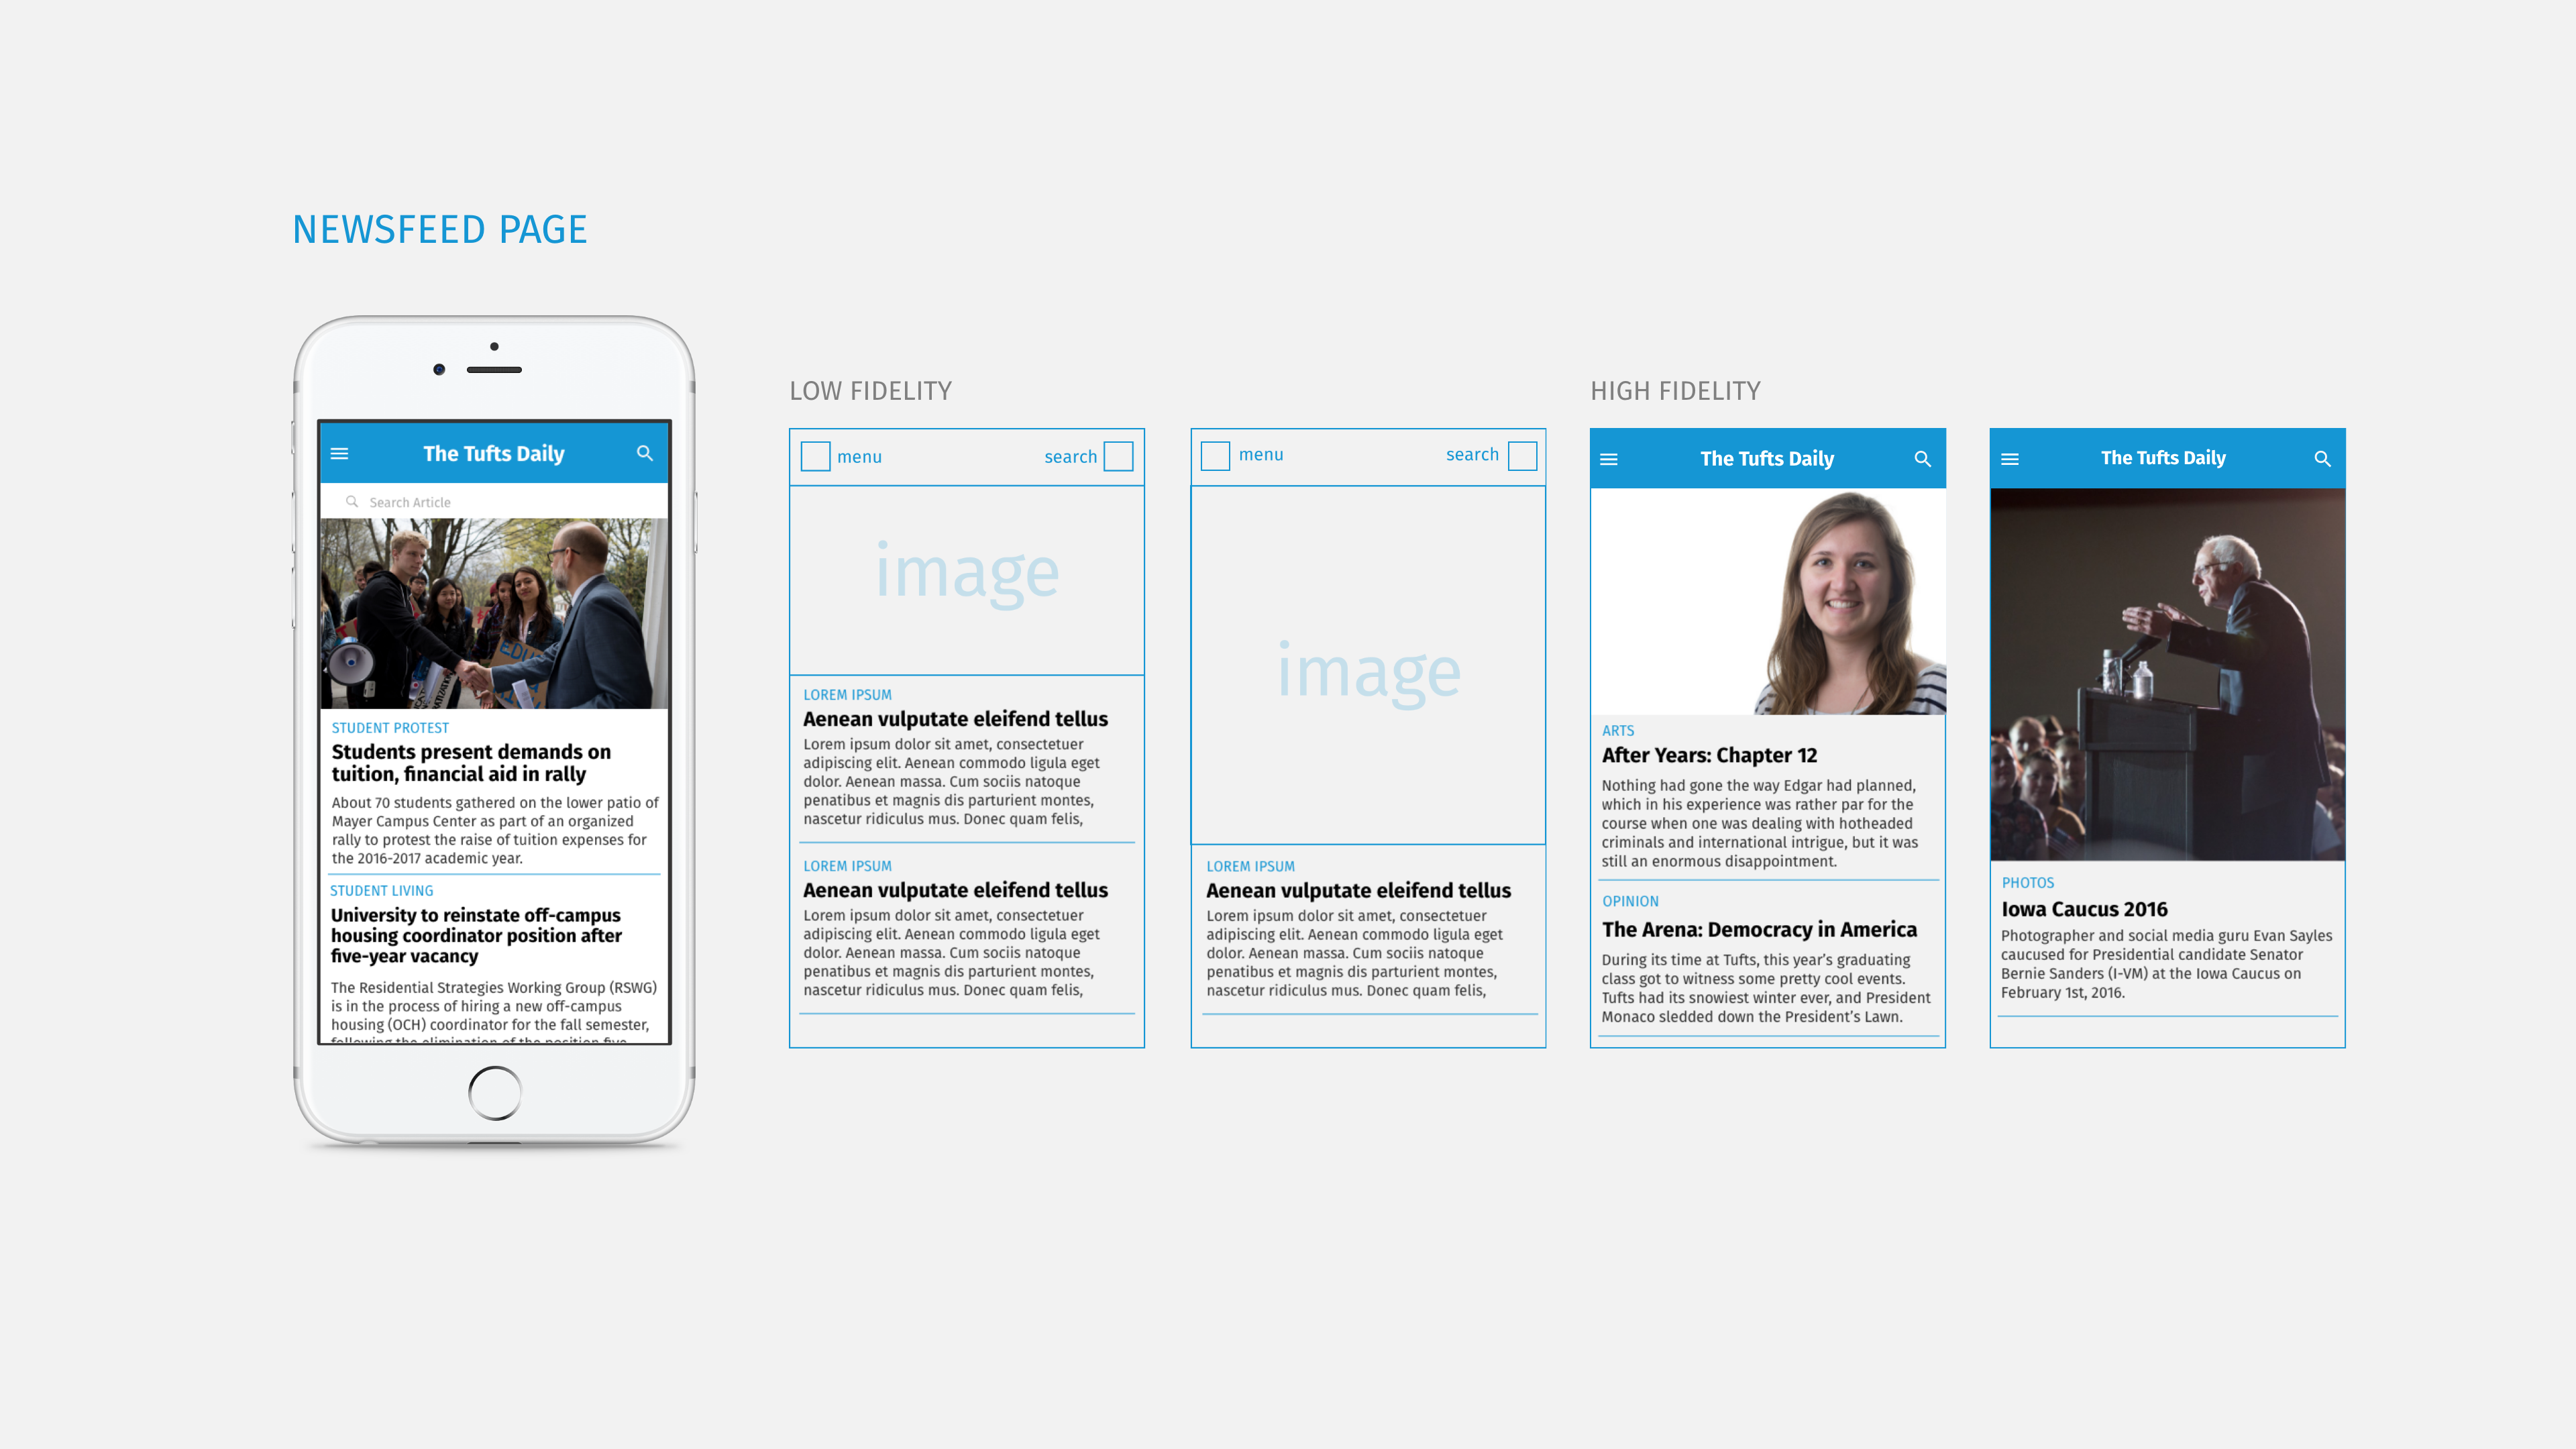 NEWSFEED PAGE
The Tufts Daily
Search Article
EDU
STUDENT PROTEST
Students present demands on
tuition, financial aid in rally
About 70 students gathered on the lower patio of
Mayer Campus Center as part of an organized
rally to protest the raise of tuition expenses for
the 2016-2017 academic year.
STUDENT LIVING
University to reinstate off-campus
housing coordinator position after
five-year vacancy
The Residential Strategies Working Group (RSWG)
is in the process of hiring a new off-campus
housing (OCH) coordinator for the fall semester,
following the elimination of the position five
LOW FIDELITY
menu search
image
LOREM IPSUM
Aenean vulputate eleifend tellus
Lorem ipsum dolor sit amet, consectetuer
adipiscing elit. Aenean commodo ligula eget
dolor. Aenean massa. Cum sociis natoque
penatibus et magnis dis parturient montes,
nascetur ridiculus mus. Donec quam felis,
LOREM IPSUM
Aenean vulputate eleifend tellus
Lorem ipsum dolor sit amet, consectetuer
adipiscing elit. Aenean commodo ligula eget
dolor. Aenean massa. Cum sociis natoque
penatibus et magnis dis parturient montes,
nascetur ridiculus mus. Donec quam felis,
menu search
image
LOREM IPSUM
Aenean vulputate eleifend tellus
Lorem ipsum dolor sit amet, consectetuer
adipiscing elit. Aenean commodo ligula eget
dolor. Aenean massa. Cum sociis natoque
penatibus et magnis dis parturient montes,
nascetur ridiculus mus. Donec quam felis,
HIGH FIDELITY
The Tufts Daily
ARTS
After Years: Chapter 12
Nothing had gone the way Edgar had planned,
which in his experience was rather par for the
course when one was dealing with hotheaded
criminals and international intrigue, but it was
still an enormous disappointment.
OPINION
The Arena: Democracy in America
During its time at Tufts, this year's graduating
class got to witness some pretty cool events.
Tufts had its snowiest winter ever, and President
Monaco sledded down the President's Lawn.
The Tufts Daily
PHOTOS
Iowa Caucus 2016
Photographer and social media guru Evan Sayles
caucused for Presidential candidate Senator
Bernie Sanders (I-VM) at the Iowa Caucus on
February 1st, 2016.